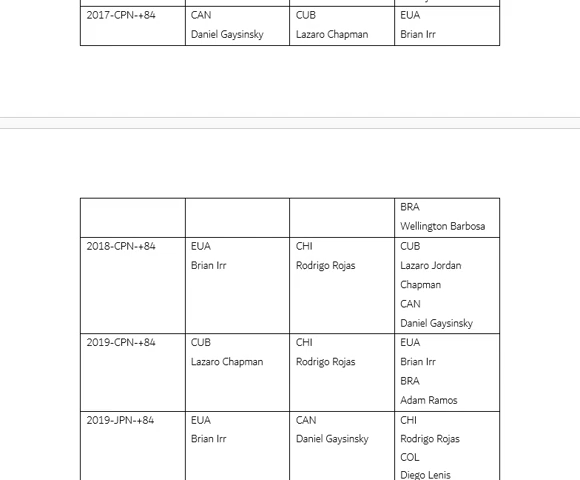 2017-CPN-+84 CAN CUB EUA
Daniel Gaysinsky Lazaro Chapman Brian Irr
BRA
Wellington Barbosa
2018-CPN-+84 EUA CHI CUB
Brian Irr Rodrigo Rojas Lazaro Jordan
Chapman
CAN
Daniel Gaysinsky
2019-CPN-+84 CUB CHI EUA
Lazaro Chapman Rodrigo Rojas Brian Irr
BRA
Adam Ramos
2019-JPN-+84 EUA CAN CHI
Brian Irr Daniel Gaysinsky Rodrigo Rojas
COL
Diego Lenis